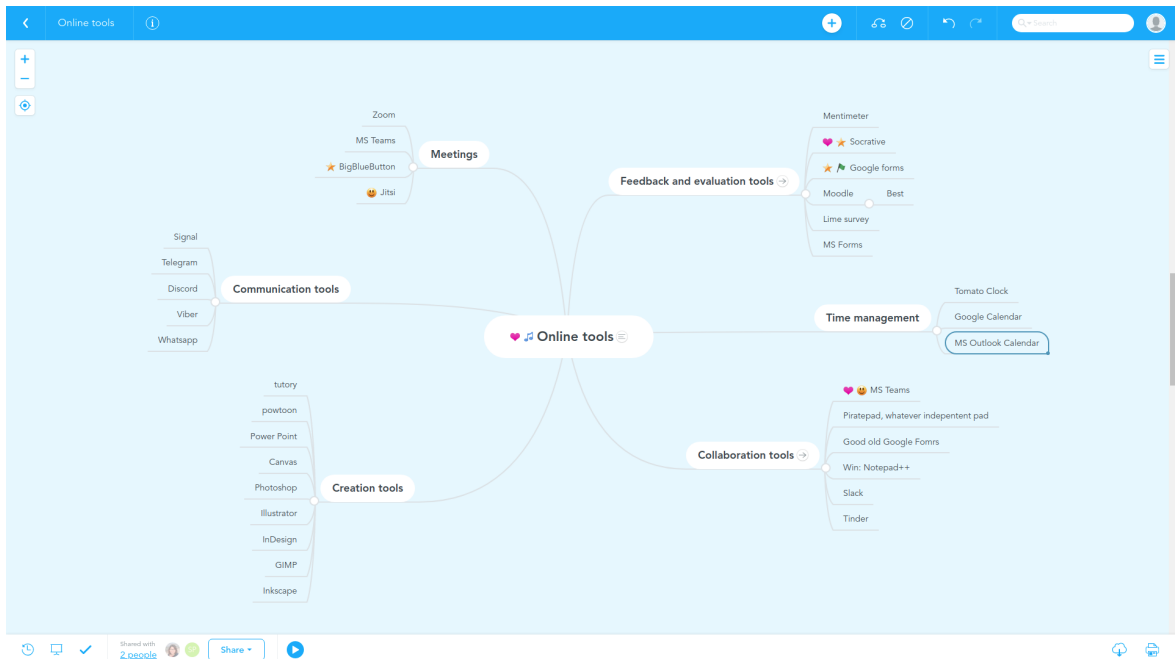 Online tools
Search
Zoom
MS Teams
BigBlueButton
Jitsi
Meetings
Signal
Telegram
Discord
Viber
Whatsapp
Communication tools
tutory
powtoon
Power Point
Canvas
Photoshop
Illustrator
InDesign
GIMP
Inkscape
Creation tools
Online tools
Feedback and evaluation tools
Mentimeter
Socrative
Google forms
Moodle Best
Lime survey
MS Forms
Time management
Tomato Clock
Google Calendar
MS Outlook Calendar
Collaboration tools
MS Teams
Piratepad, whatever indepentent pad
Good old Google Fomrs
Win: Notepad++
Slack
Tinder
Shared with
2 people
Share